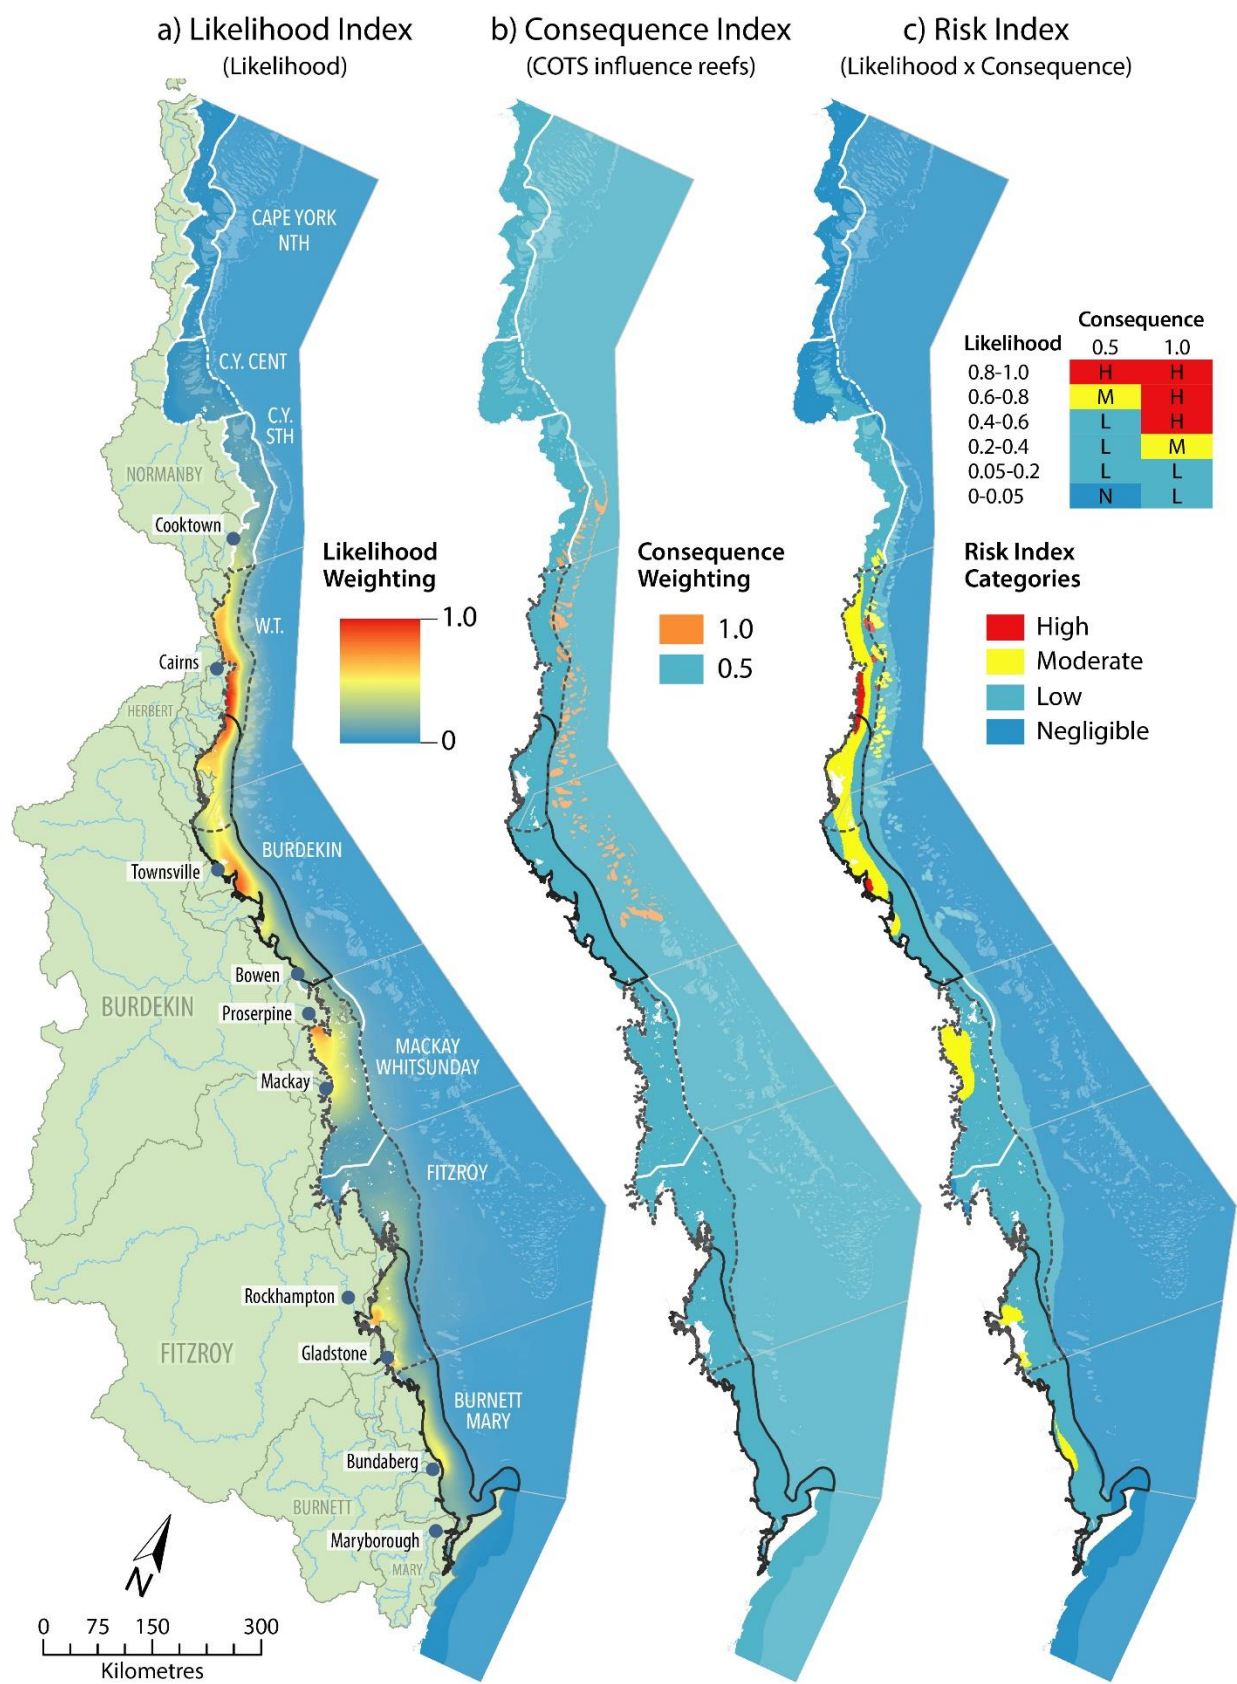 a) Likelihood Index
(Likelihood)
b) Consequence Index
(COTS influence reefs)
c) Risk Index
(Likelihood x Consequence)
CAPE YORK
NTH
C.Y. CENT
C.Y.
STH
NORMANBY
Cooktown
W.T.
Cairns
HERBERT
BURDEKIN
Townsville
Bowen
BURDEKIN
Proserpine
MACKAY
WHITSUNDAY
Mackay
FITZROY
Rockhampton
FITZROY
Gladstone
BURNETT
MARY
Bundaberg
BURNETT
Maryborough
MARY
N
0 75 150 300
Kilometres
Likelihood
Weighting
1.0
0
Consequence
Weighting
1.0
0.5
Consequence
Likelihood 0.5 1.0
0.8-1.0 H H
0.6-0.8 M H
0.4-0.6 L H
0.2-0.4 L M
0.05-0.2 L L
0-0.05 N L
Risk Index
Categories
High
Moderate
Low
Negligible